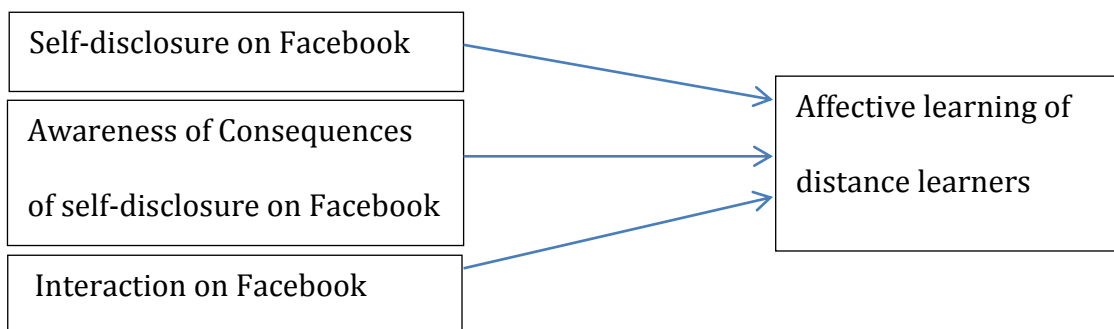 Self-disclosure on Facebook
Awareness of Consequences
of self-disclosure on Facebook
Interaction on Facebook
Affective learning of
distance learners